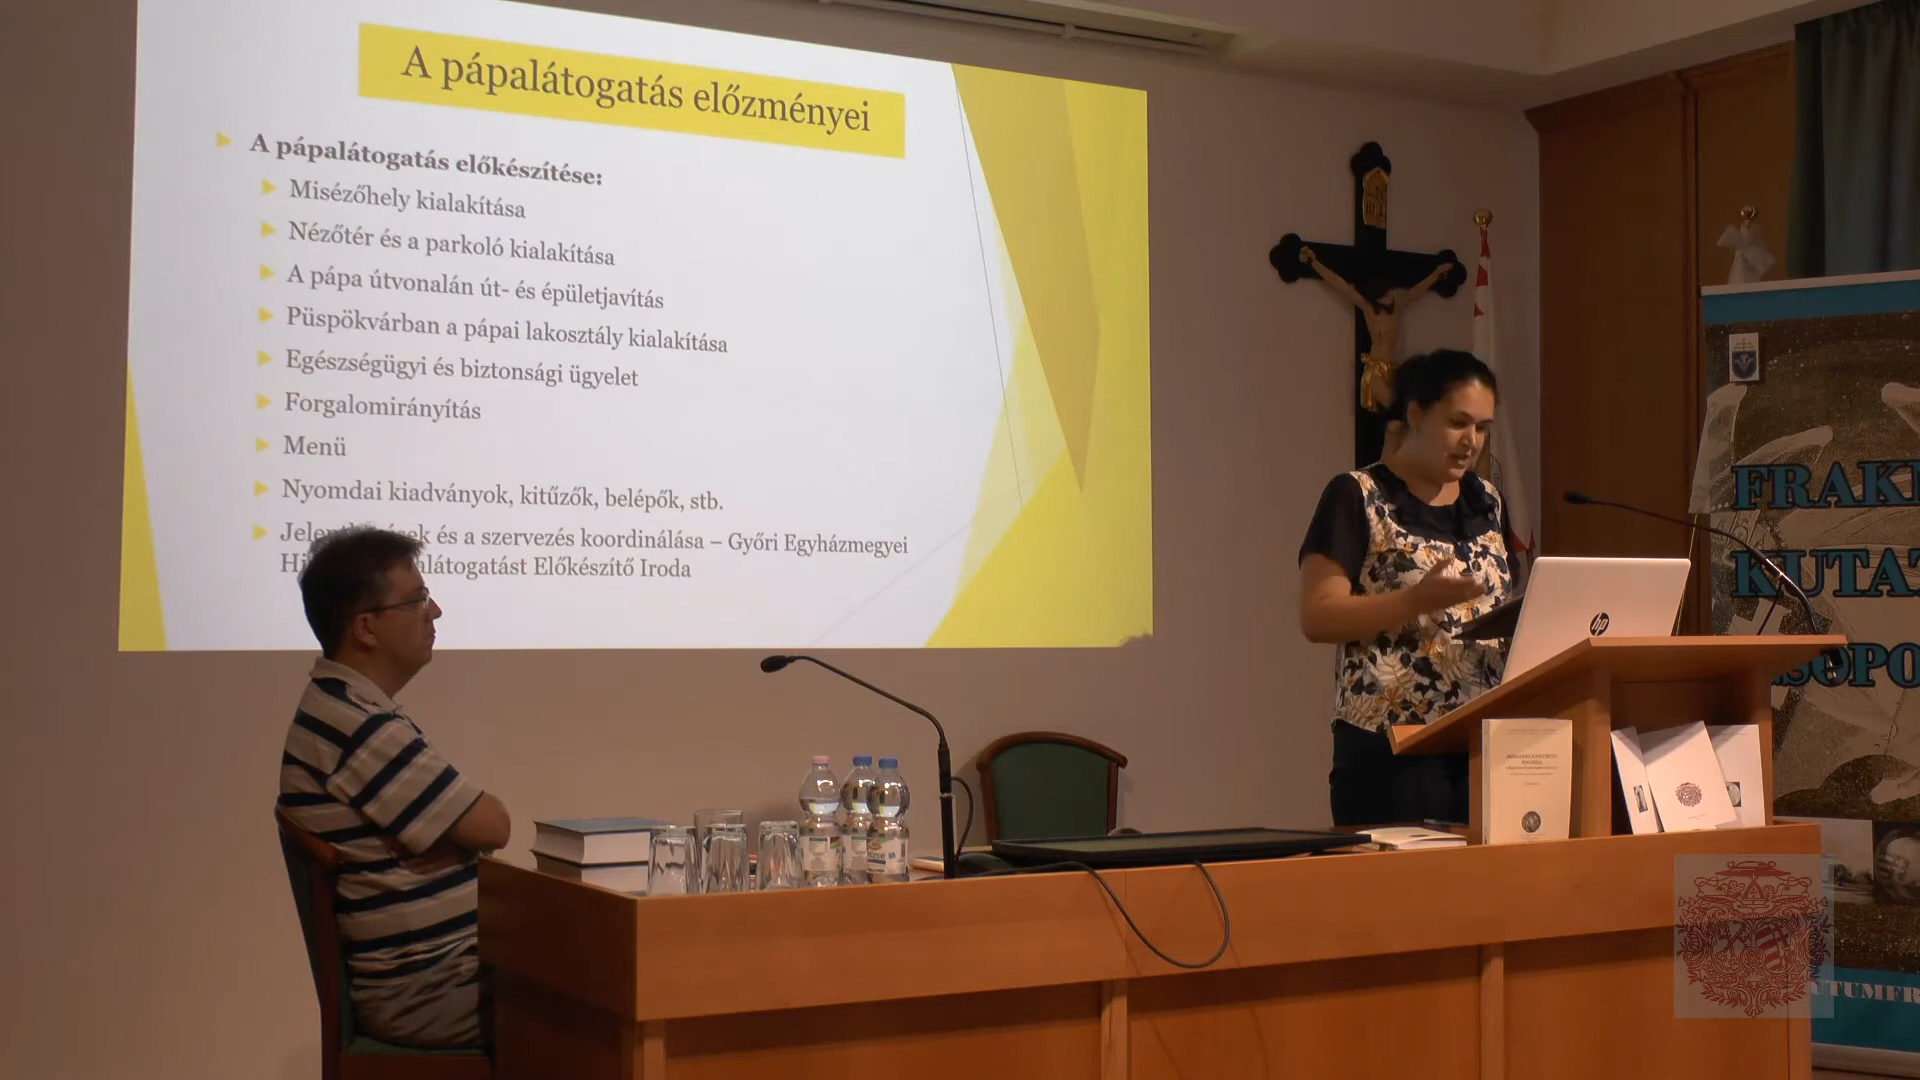 A pápalátogatás előzményei
A pápalátogatás előkészítése:
Misézőhely kialakítása
Nézőtér és a parkoló kialakítása
A pápa útvonalán út- és épületjavítás
Püspökvárban a pápai lakosztály kialakítása
Egészségügyi és biztonsági ügyelet
Forgalomirányítás
Menü
Nyomdai kiadványok, kitűzők, belépők, stb.
és a szervezés koordinálása – Győri Egyházmegyei
Előkészítő Iroda
hp
FRAK
KUTA